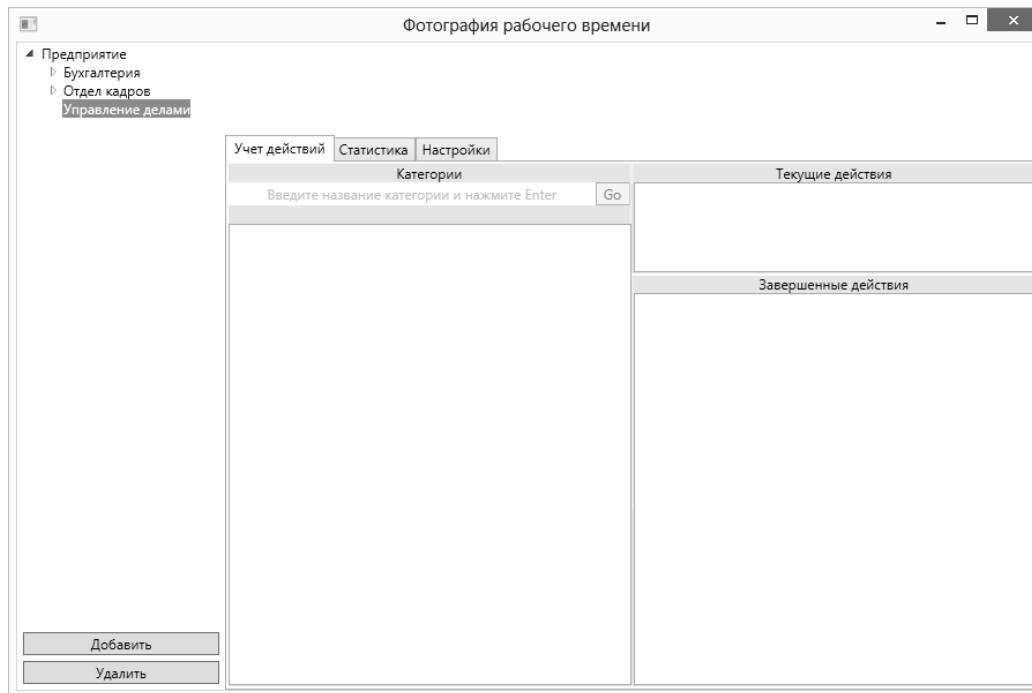 Фотография рабочего времени
Предприятие
Бухгалтерия
Отдел кадров
Управление делами
Учет действий Статистика Настройки
Категории
Введите название категории и нажмите Enter Go
Текущие действия
Завершенные действия
Добавить
Удалить